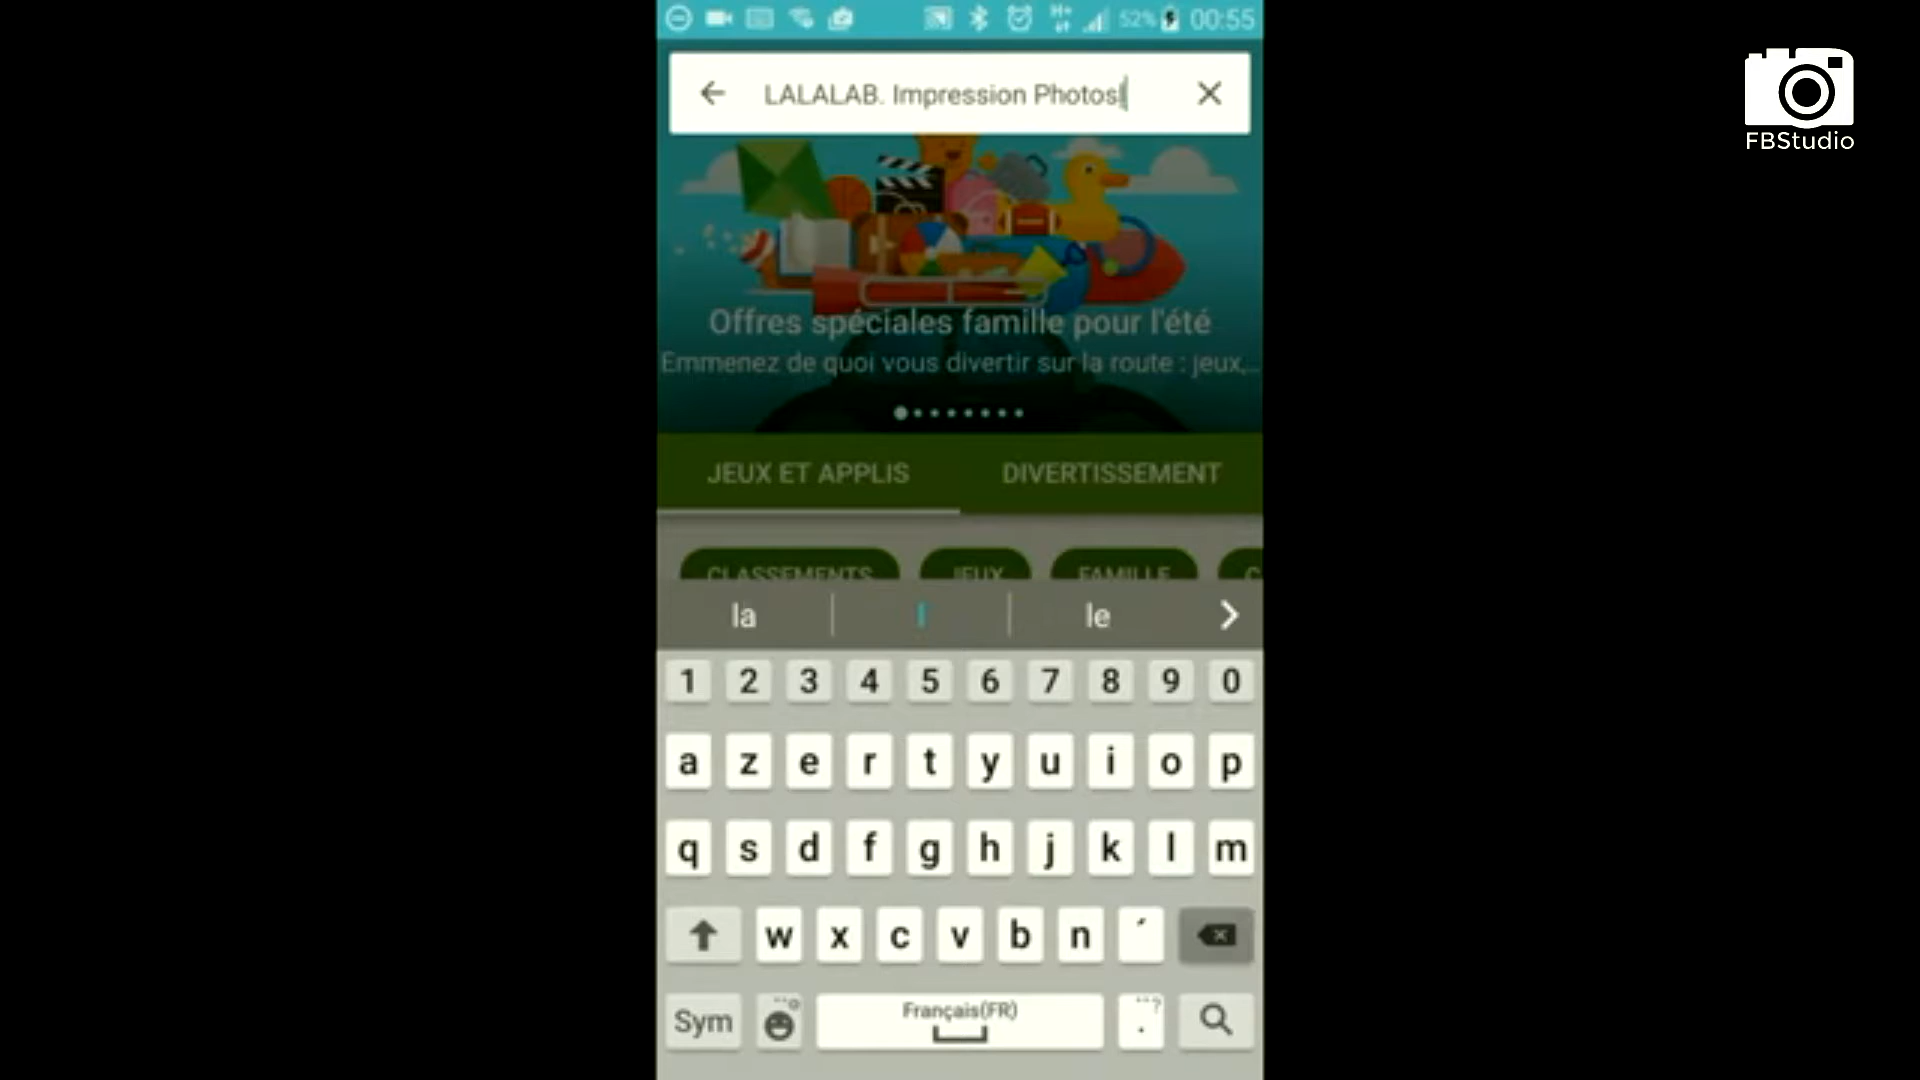 52% 00:55
LALALAB. Impression Photos
FBStudio
Offres spéciales famille pour l'été
Emmenez de quoi vous divertir sur la route : jeux,...
JEUX ET APPLIS DIVERTISSEMENT
CLASSEMENTS JEUX FAMILLE C
la l le
1 2 3 4 5 6 7 8 9 0
a z e r t y u i o p
q s d f g h j k l m
w x c v b n ´
Sym Français(FR) . ?